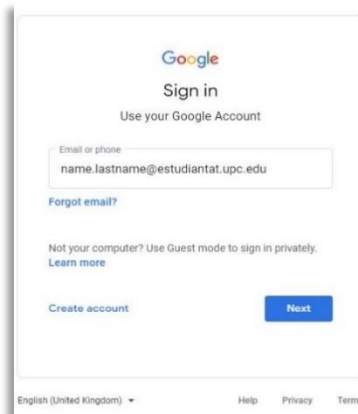 Google
Sign in
Use your Google Account
Email or phone
name.lastname@estudiantat.upc.edu
Forgot email?
Not your computer? Use Guest mode to sign in privately.
Learn more
Create account
Next
English (United Kingdom)
Help Privacy Term